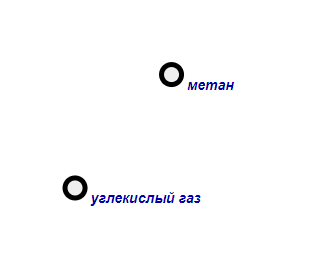 метан
углекислый газ